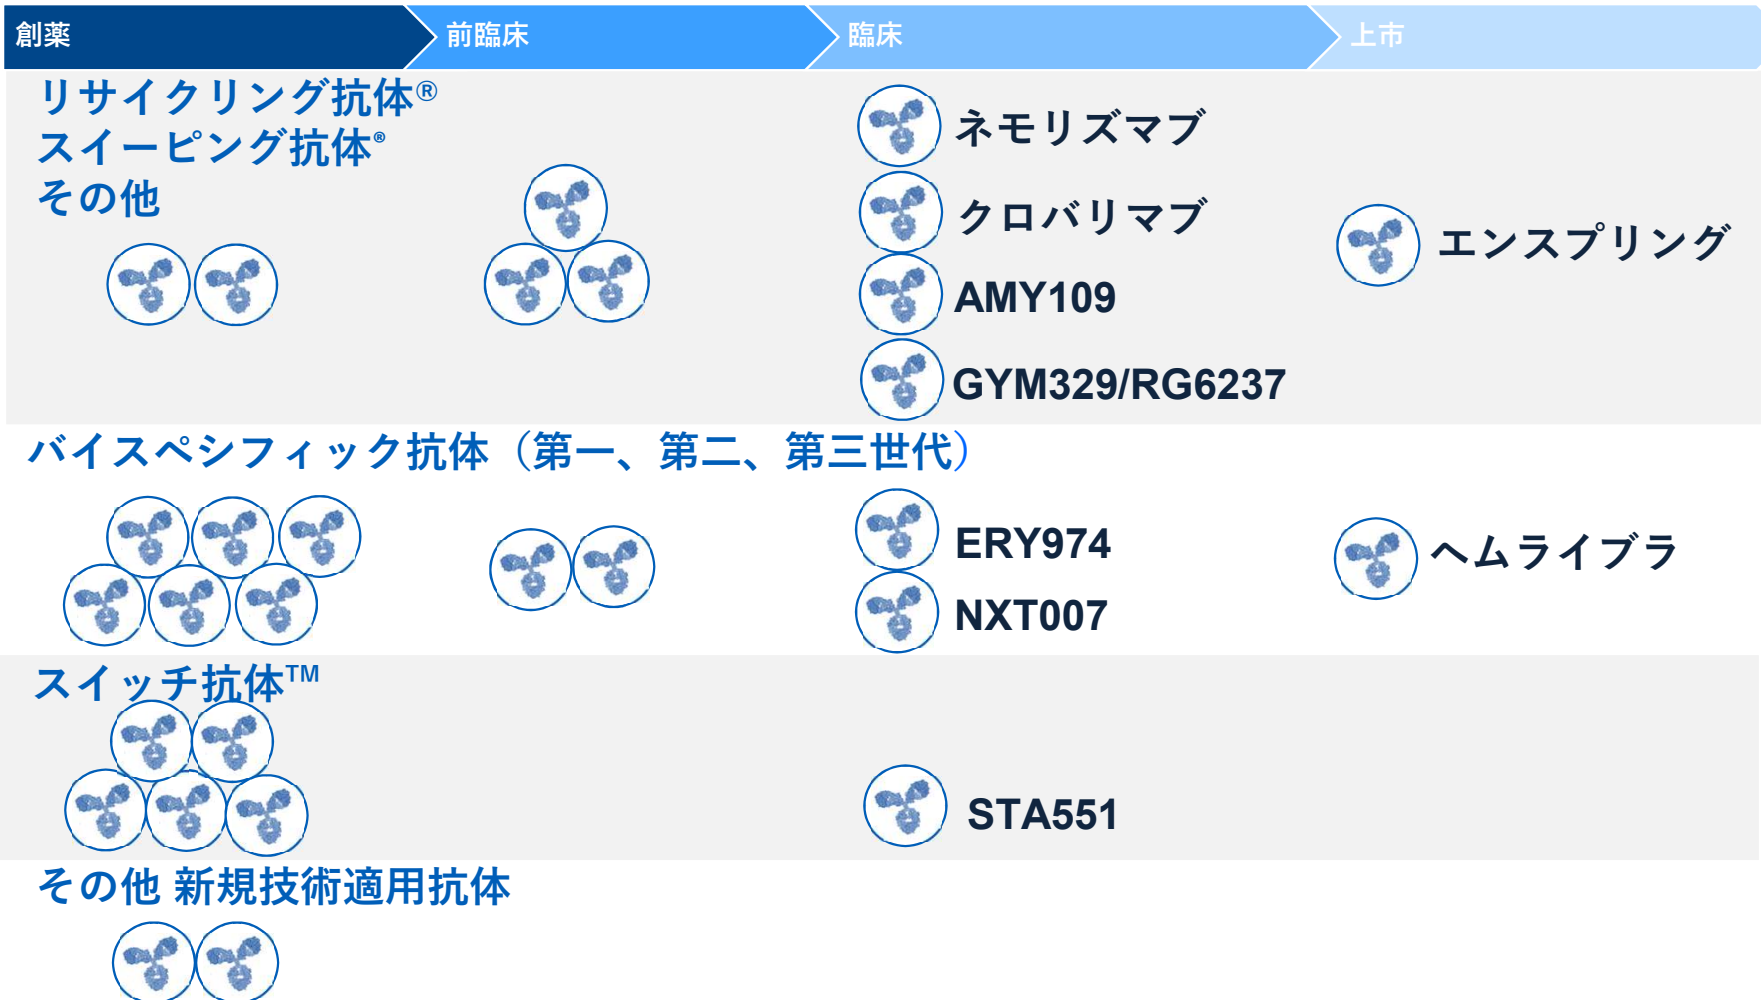 創薬
前臨床
臨床
上市
リサイクリング抗体®
スイーピング抗体®
その他
ネモリズマブ
クロバリマブ
AMY109
GYM329/RG6237
エンスプリング
バイスペシフィック抗体（第一、第二、第三世代）
ERY974
NXT007
ヘムライブラ
スイッチ抗体™
STA551
その他 新規技術適用抗体